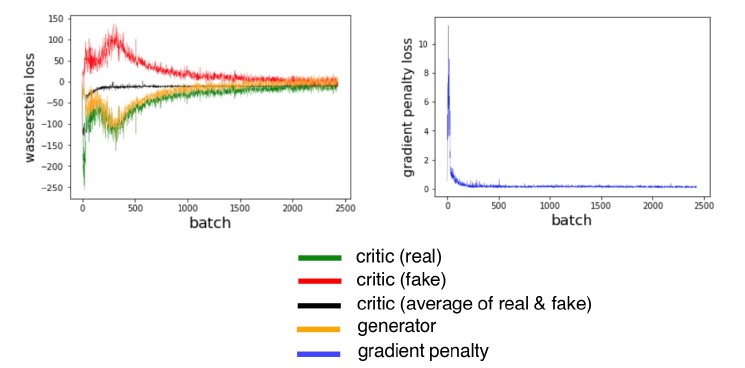 wasserstein loss
150
100
50
0
−50
−100
−150
−200
−250
0 500 1000 1500 2000 2500
batch
gradient penalty loss
10
8
6
4
2
0
0 500 1000 1500 2000 2500
batch
critic (real)
critic (fake)
critic (average of real & fake)
generator
gradient penalty